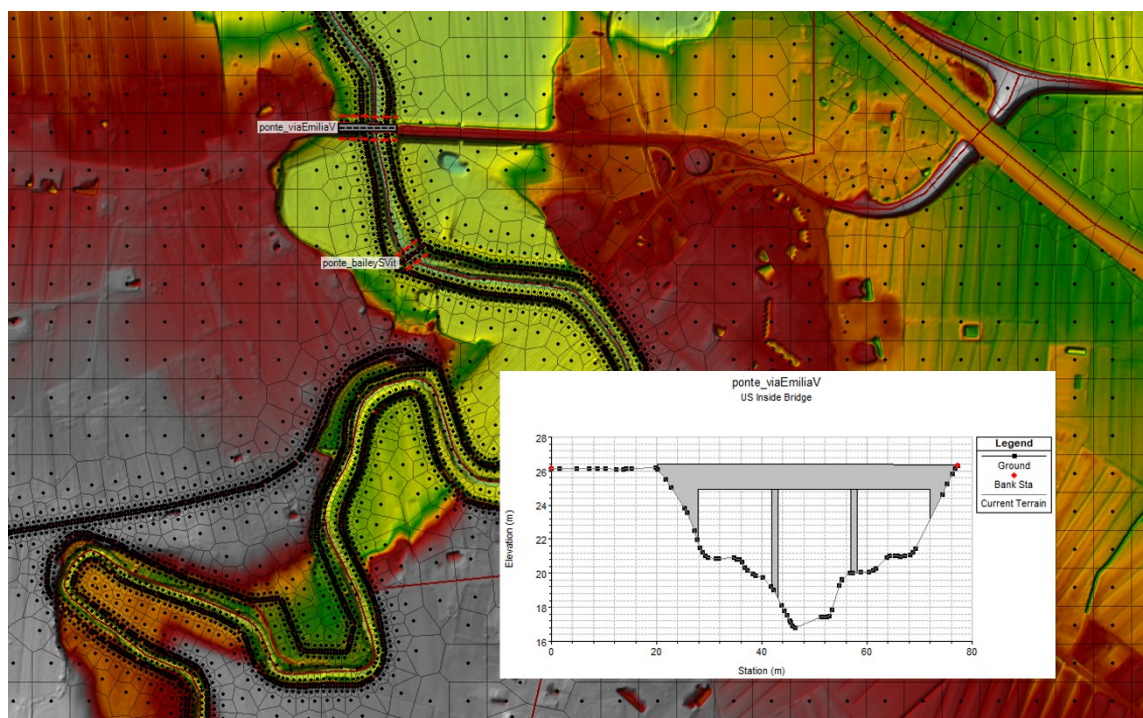 ponte_viaEmiliaV
ponte_baileySVit
ponte_viaEmiliaV
US Inside Bridge
Legend
Ground
Bank Sta
Current Terrain
Elevation (m)
28
26
24
22
20
18
16
0
20
40
60
80
Station (m)